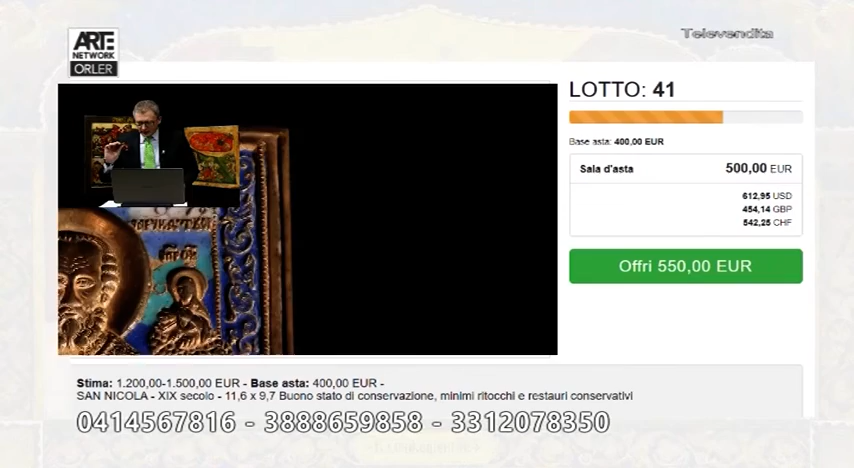 ARTE
NETWORK
ORLER
Televendita
LOTTO: 41
Base asta: 400,00 EUR
Sala d'asta 500,00 EUR
612,95 USD
454,14 GBP
542,25 CHF
Offri 550,00 EUR
Stima: 1.200,00-1.500,00 EUR - Base asta: 400,00 EUR -
SAN NICOLA - XIX secolo - 11,6 x 9,7 Buono stato di conservazione, minimi ritocchi e restauri conservativi
0414567816 - 3888659858 - 3312078350